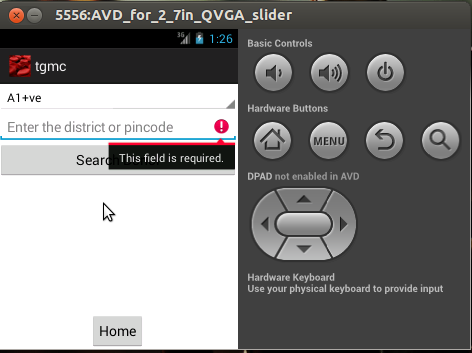 5556:AVD_for_2_7in_QVGA_slider
3G 1:26
tgmc
A1+ve
Enter the district or pincode
Search
This field is required.
Home
Basic Controls
Hardware Buttons
MENU
DPAD not enabled in AVD
Hardware Keyboard
Use your physical keyboard to provide input